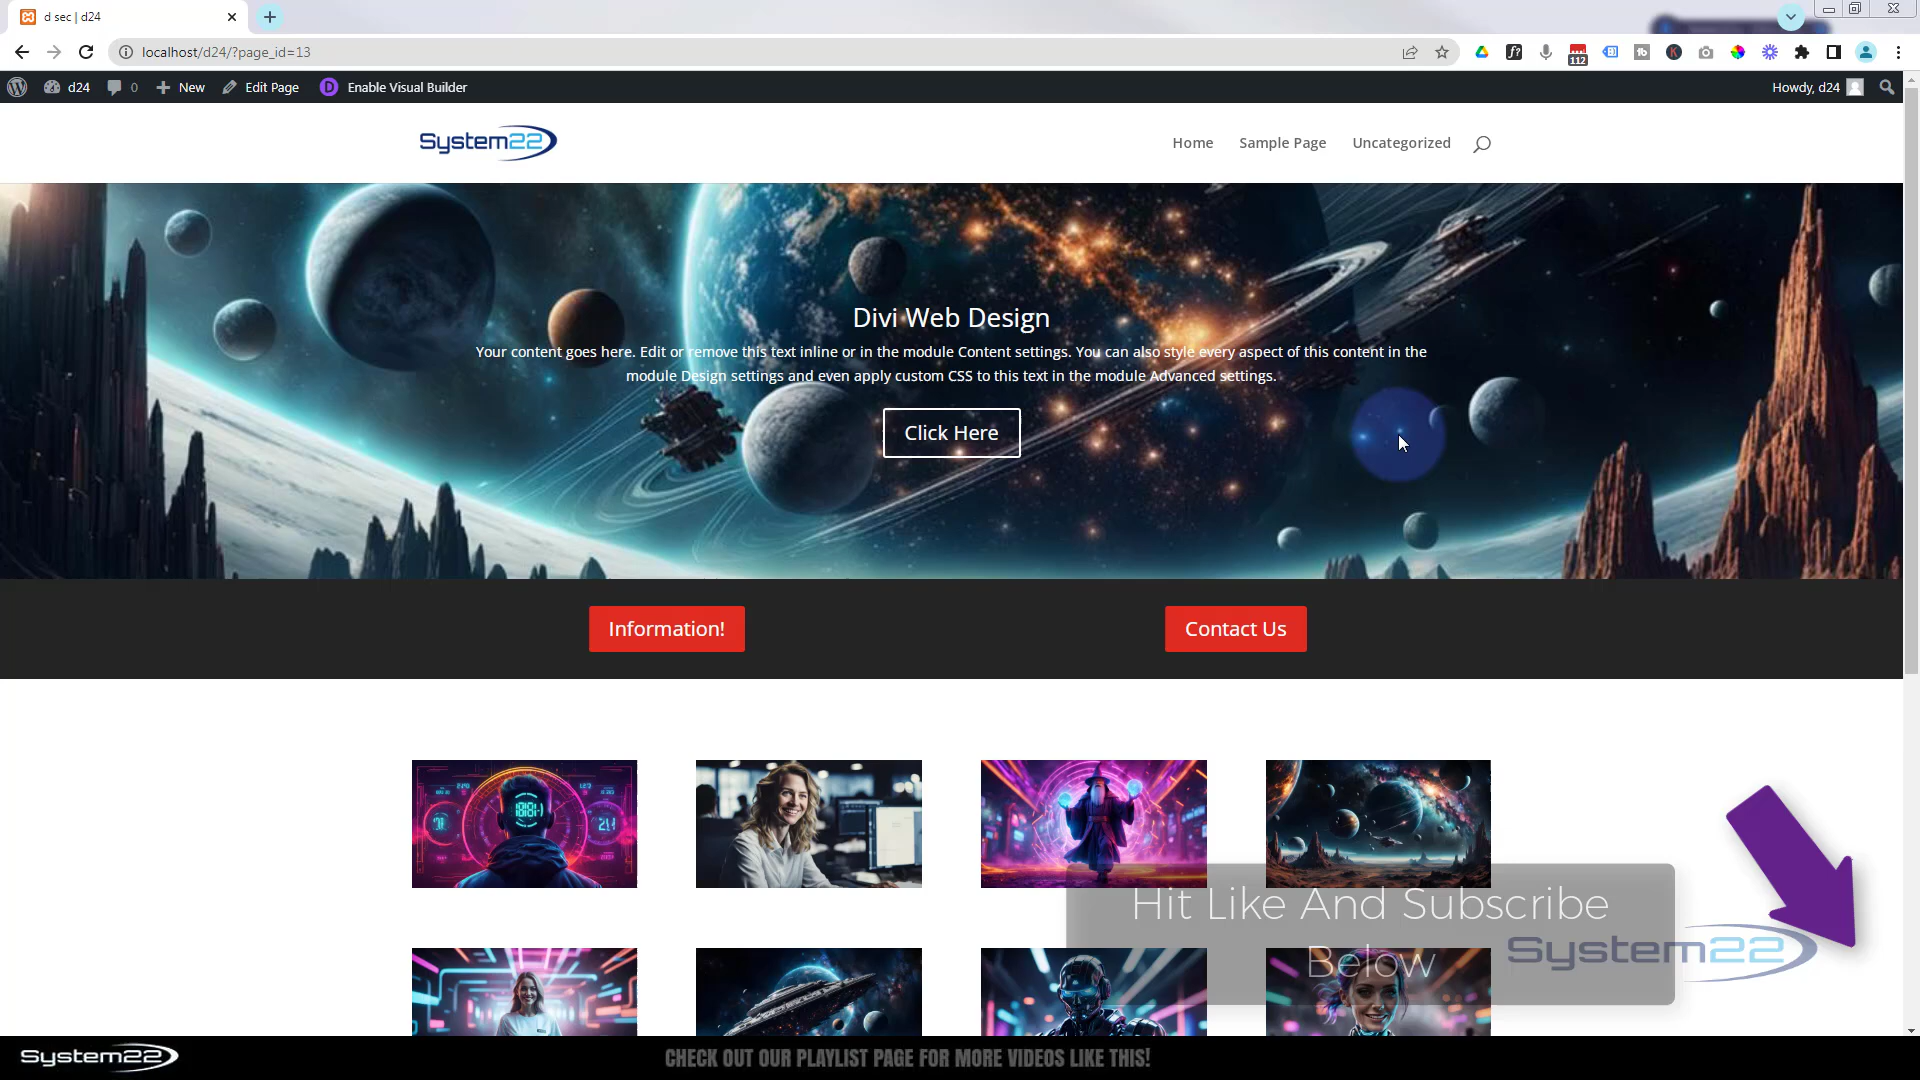 d sec | d24
localhost/d24/?page_id=13
112
d24
0
New
Edit Page
D
Enable Visual Builder
Howdy, d24
System22
Home
Sample Page
Uncategorized
Divi Web Design
Your content goes here. Edit or remove this text inline or in the module Content settings. You can also style every aspect of this content in the
module Design settings and even apply custom CSS to this text in the module Advanced settings.
Click Here
Information!
Contact Us
Hit Like And Subscribe
Below
System22
System22
CHECK OUT OUR PLAYLIST PAGE FOR MORE VIDEOS LIKE THIS!